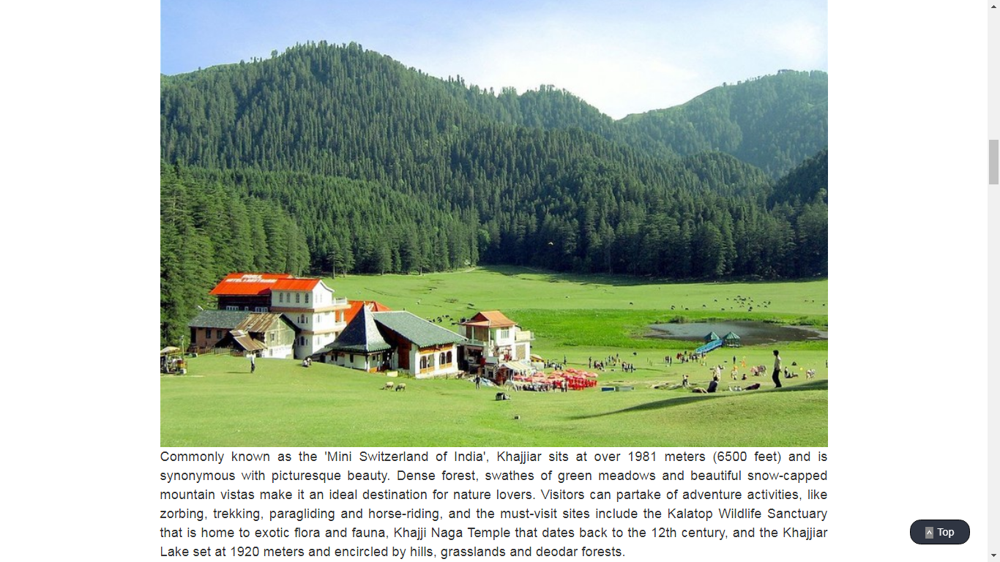 Commonly known as the 'Mini Switzerland of India', Khajjiar sits at over 1981 meters (6500 feet) and is
synonymous with picturesque beauty. Dense forest, swathes of green meadows and beautiful snow-capped
mountain vistas make it an ideal destination for nature lovers. Visitors can partake of adventure activities, like
zorbing, trekking, paragliding and horse-riding, and the must-visit sites include the Kalatop Wildlife Sanctuary
that is home to exotic flora and fauna, Khajji Naga Temple that dates back to the 12th century, and the Khajjiar
Lake set at 1920 meters and encircled by hills, grasslands and deodar forests.
Top